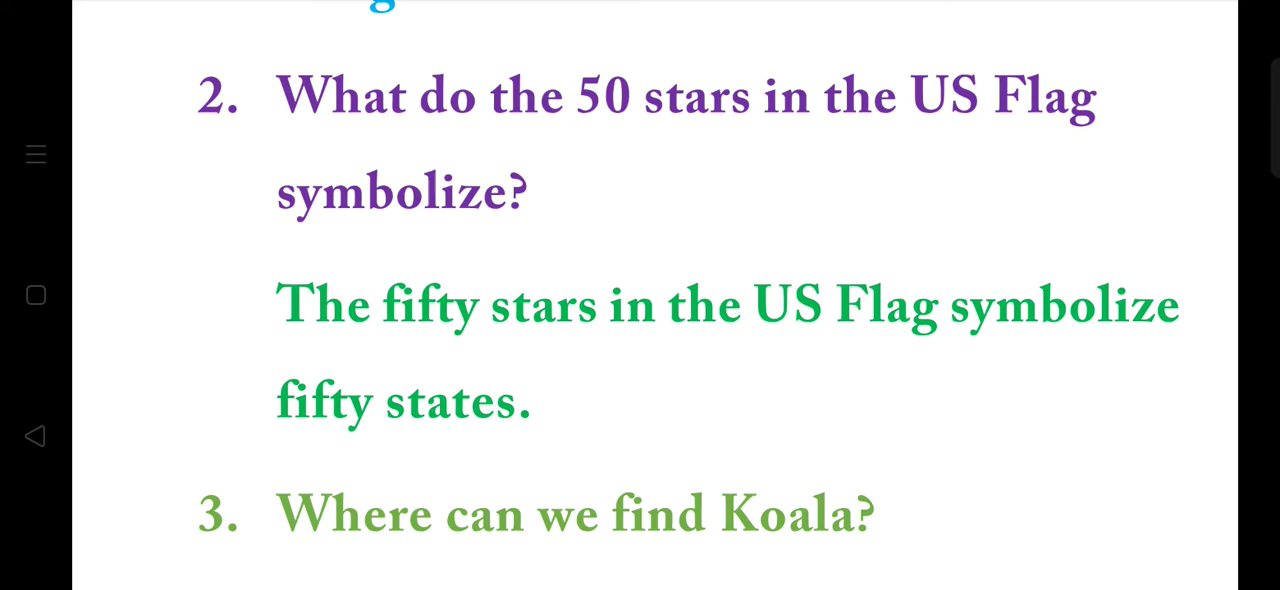 2. What do the 50 stars in the US Flag
symbolize?
The fifty stars in the US Flag symbolize
fifty states.
3. Where can we find Koala?